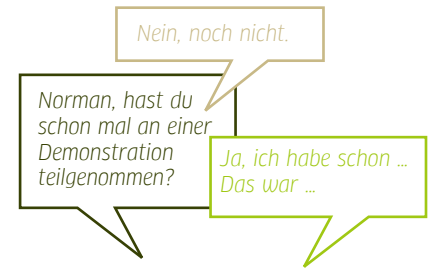 Nein, noch nicht.
Norman, hast du
schon mal an einer
Demonstration
teilgenommen?
Ja, ich habe schon ...
Das war ...